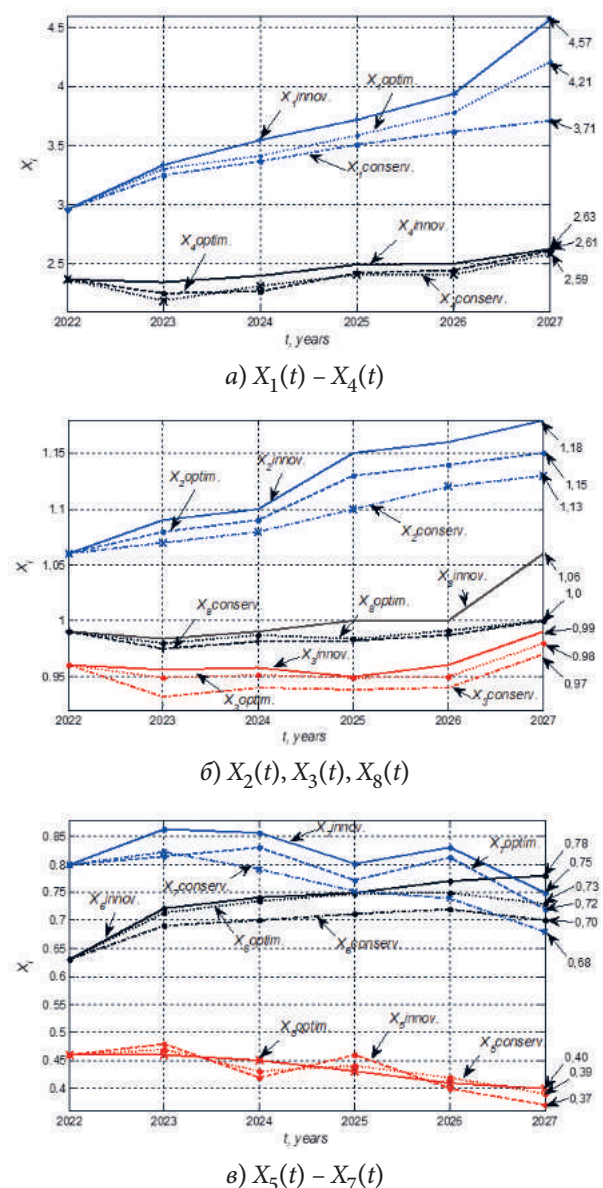 4.5
4
3.5
3
2.5
X_i
X_1innov.
X_1optim.
X_1conserv.
X_4optim.
X_4innov.
X_4conserv.
4,57
4,21
3,71
2,63
2,61
2,59
2022 2023 2024 2025 2026 2027
t, years
а) X_1(t) – X_4(t)
1.15
1.1
1.05
1
0.95
X_i
X_2optim.
X_2innov.
X_2conserv.
X_8conserv.
X_8optim.
X_8innov.
X_3innov.
X_3optim.
X_3conserv.
1,18
1,15
1,13
1,06
1,0
0,99
0,98
0,97
2022 2023 2024 2025 2026 2027
t, years
б) X_2(t), X_3(t), X_8(t)
0.85
0.8
0.75
0.7
0.65
0.6
0.55
0.5
0.45
0.4
X_i
X_7innov.
X_7optim.
X_7conserv.
X_6innov.
X_6optim.
X_6conserv.
X_5optim.
X_5innov.
X_5conserv.
0,78
0,75
0,73
0,72
0,70
0,68
0,40
0,39
0,37
2022 2023 2024 2025 2026 2027
t, years
в) X_5(t) – X_7(t)